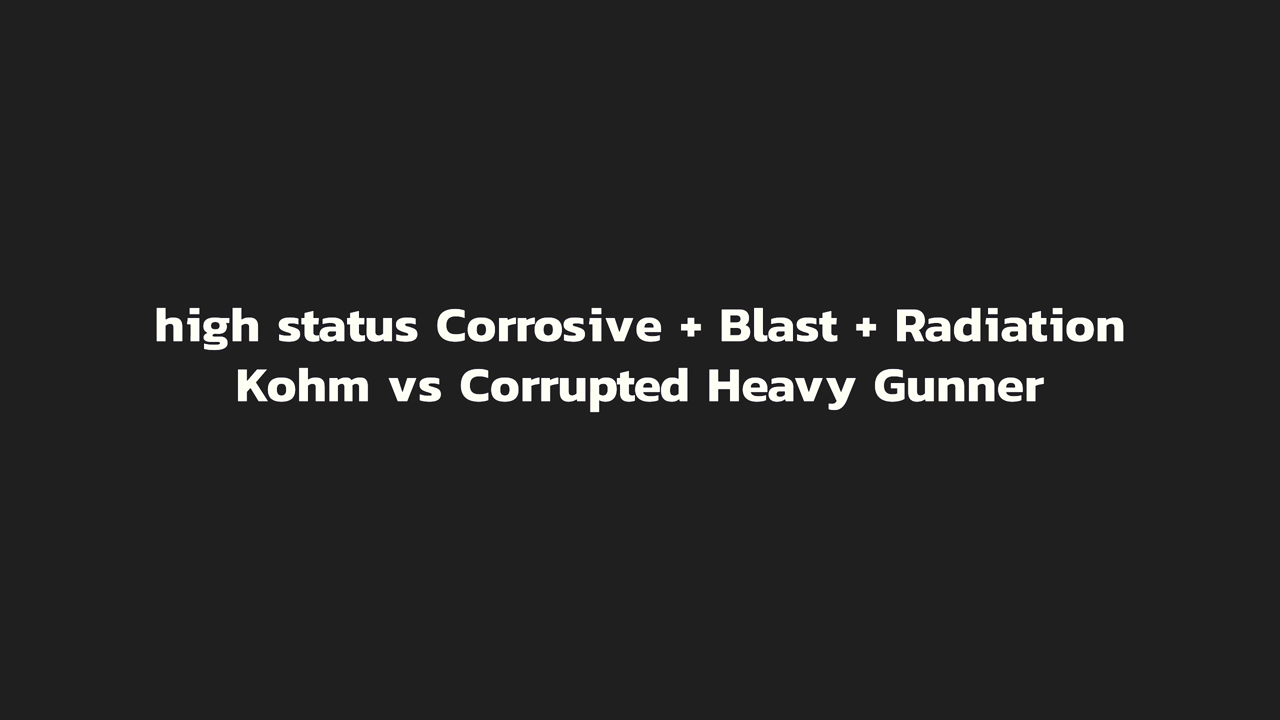 high status Corrosive + Blast + Radiation
Kohm vs Corrupted Heavy Gunner